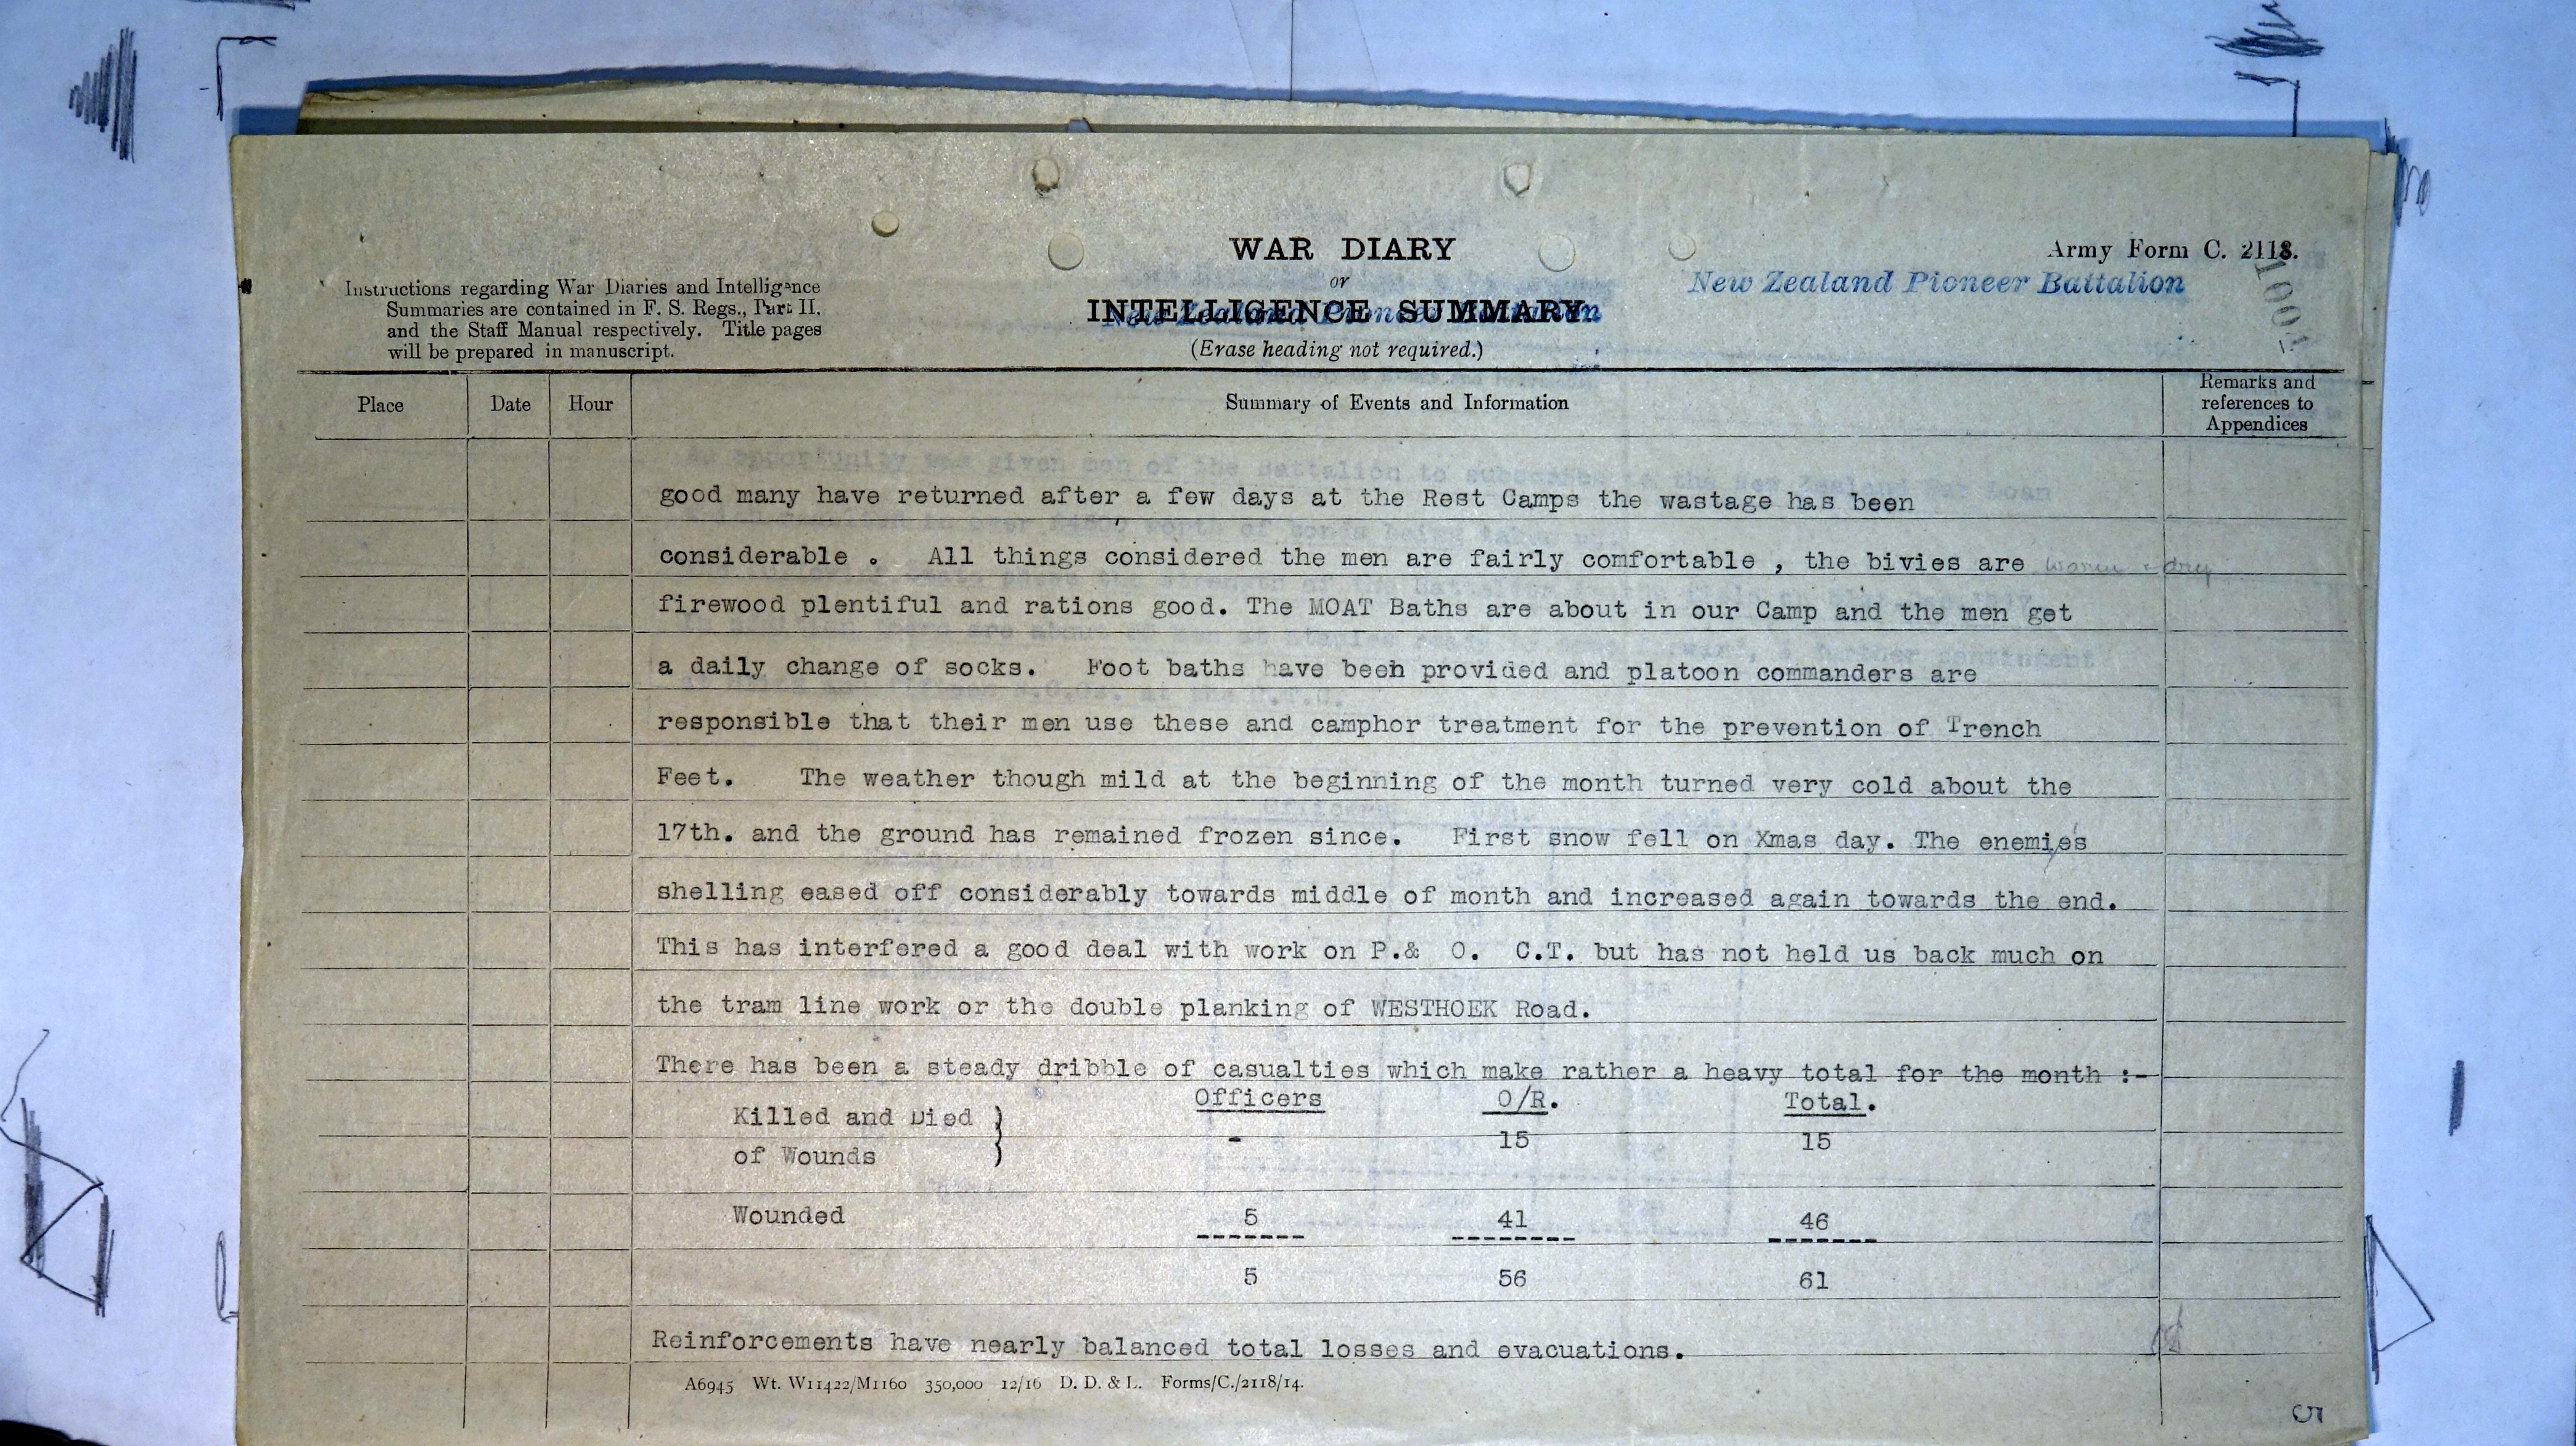 WAR DIARY
or
INTELLIGENCE SUMMARY.
(Erase heading not required.)
Army Form C. 2118.
New Zealand Pioneer Battalion
New Zealand Pioneer Battalion
Instructions regarding War Diaries and Intelligence
Summaries are contained in F. S. Regs., Part II.
and the Staff Manual respectively. Title pages
will be prepared in manuscript.
Place Date Hour Summary of Events and Information Remarks and
references to
Appendices
good many have returned after a few days at the Rest Camps the wastage has been
considerable . All things considered the men are fairly comfortable , the bivies are warm & dry
firewood plentiful and rations good. The MOAT Baths are about in our Camp and the men get
a daily change of socks. Foot baths have been provided and platoon commanders are
responsible that their men use these and camphor treatment for the prevention of Trench
Feet. The weather though mild at the beginning of the month turned very cold about the
17th. and the ground has remained frozen since. First snow fell on Xmas day. The enemies
shelling eased off considerably towards middle of month and increased again towards the end.
This has interfered a good deal with work on P.& O. C.T. but has not held us back much on
the tram line work or the double planking of WESTHOEK Road.
There has been a steady dribble of casualties which make rather a heavy total for the month :-
Officers O/R. Total.
Killed and Died }
of Wounds - 15 15
Wounded 5 41 46
5 56 61
Reinforcements have nearly balanced total losses and evacuations.
A6945 Wt. W11422/M1160 350,000 12/16 D. D. & L. Forms/C./2118/14.
5